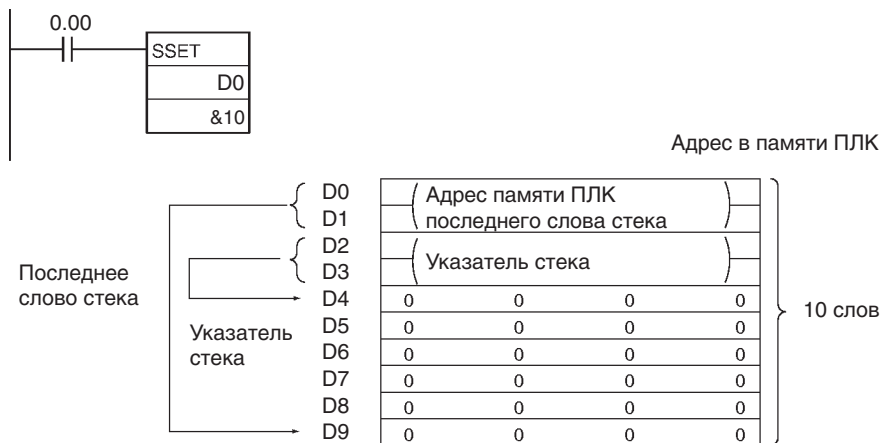 0.00
SSET
D0
&10
Адрес в памяти ПЛК
D0 Адрес памяти ПЛК
D1 последнего слова стека
D2
D3 Указатель стека
Последнее
слово стека
Указатель
стека
D4 0 0 0 0
D5 0 0 0 0
D6 0 0 0 0
D7 0 0 0 0
D8 0 0 0 0
D9 0 0 0 0
10 слов